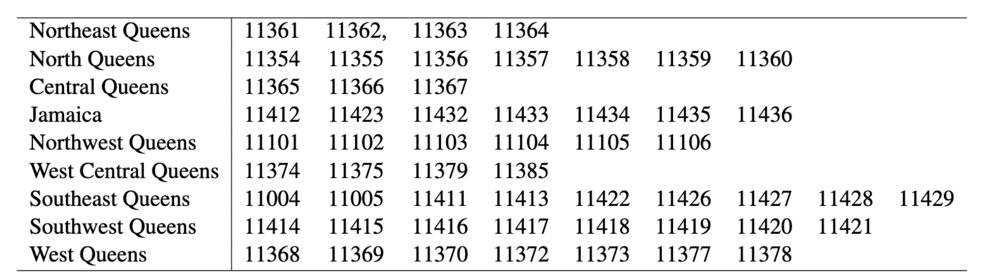 Northeast Queens 11361 11362, 11363 11364
North Queens 11354 11355 11356 11357 11358 11359 11360
Central Queens 11365 11366 11367
Jamaica 11412 11423 11432 11433 11434 11435 11436
Northwest Queens 11101 11102 11103 11104 11105 11106
West Central Queens 11374 11375 11379 11385
Southeast Queens 11004 11005 11411 11413 11422 11426 11427 11428 11429
Southwest Queens 11414 11415 11416 11417 11418 11419 11420 11421
West Queens 11368 11369 11370 11372 11373 11377 11378